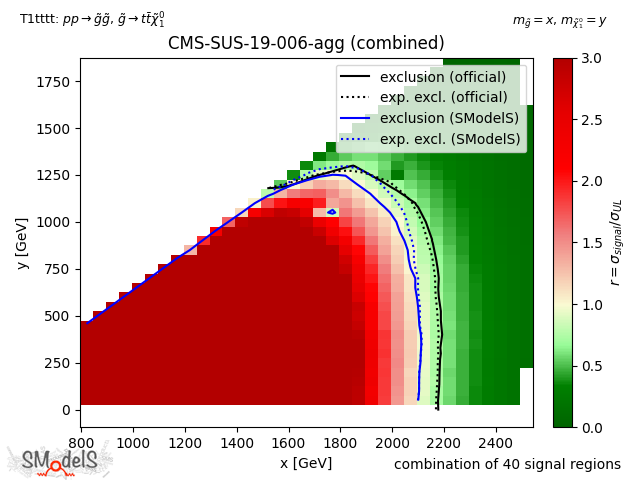 T1tttt: pp → g̃g̃, g̃ → tt̄χ̃₁⁰
m_g̃ = x, m_χ̃₁⁰ = y
CMS-SUS-19-006-agg (combined)
exclusion (official)
exp. excl. (official)
exclusion (SModelS)
exp. excl. (SModelS)
1750
1500
1250
1000
750
500
250
0
y [GeV]
800 1000 1200 1400 1600 1800 2000 2200 2400
x [GeV]
3.0
2.5
2.0
1.5
1.0
0.5
0.0
r = σ_signal/σ_UL
SModelS
combination of 40 signal regions